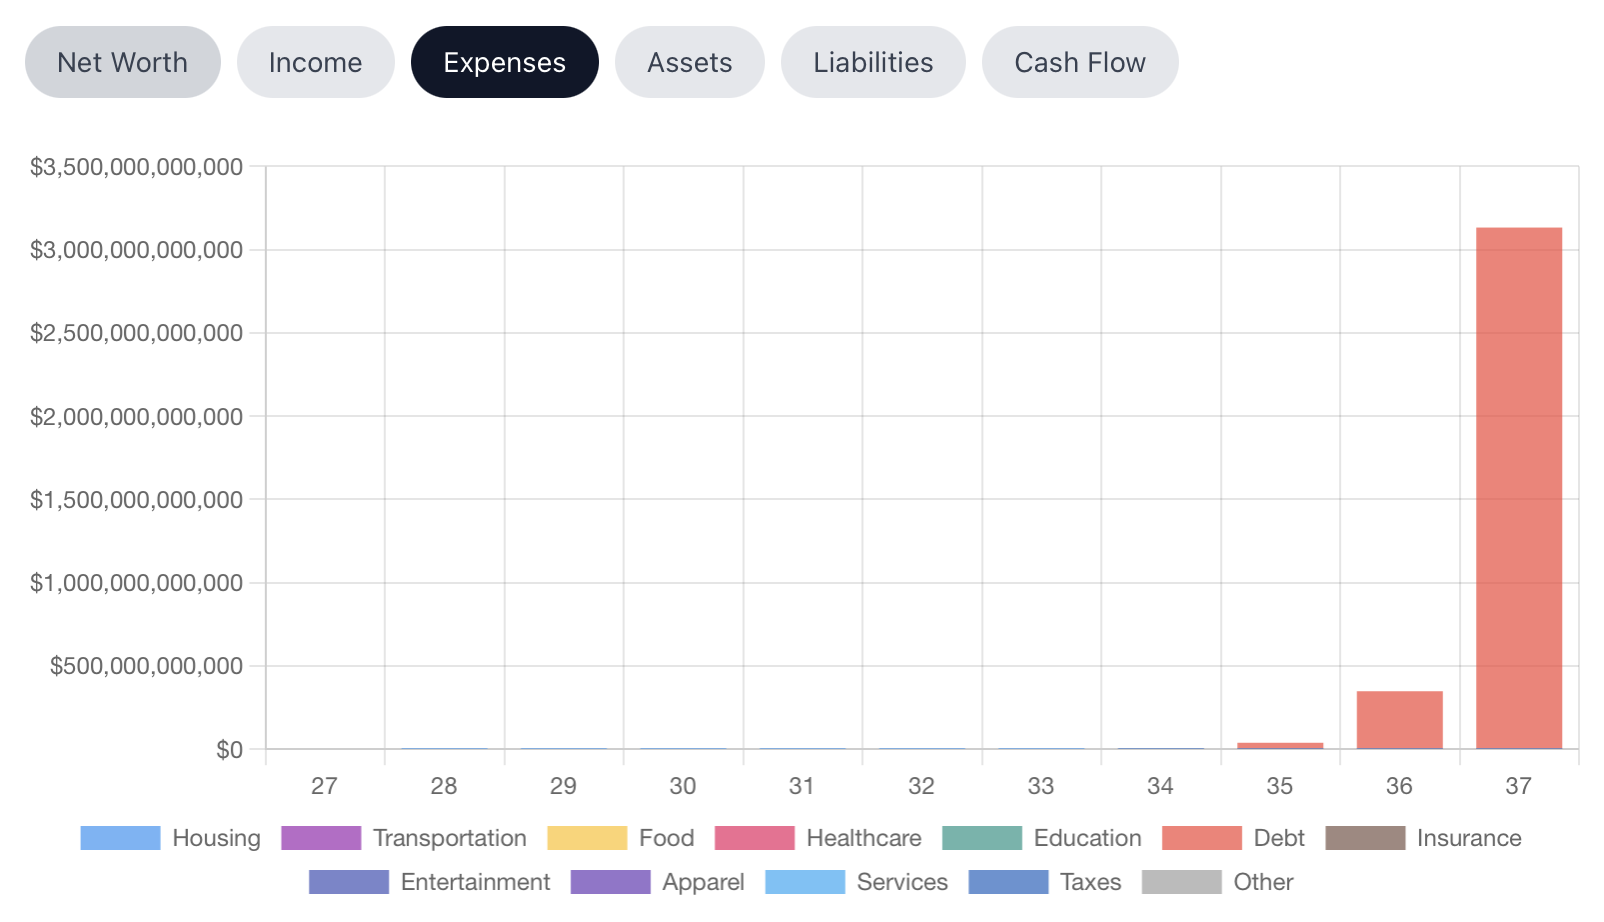 Net Worth Income Expenses Assets Liabilities Cash Flow
$3,500,000,000,000
$3,000,000,000,000
$2,500,000,000,000
$2,000,000,000,000
$1,500,000,000,000
$1,000,000,000,000
$500,000,000,000
$0
27 28 29 30 31 32 33 34 35 36 37
Housing Transportation Food Healthcare Education Debt Insurance
Entertainment Apparel Services Taxes Other